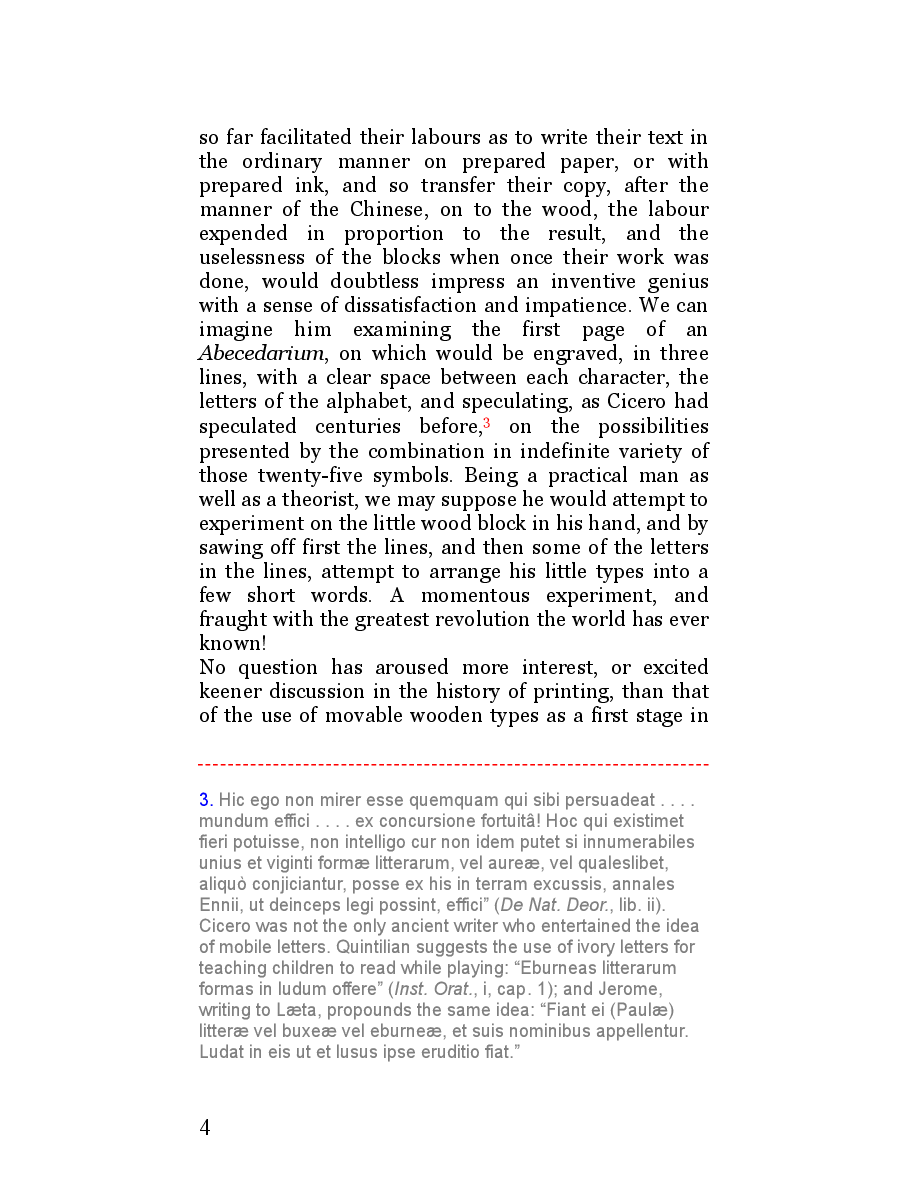 so far facilitated their labours as to write their text in
the ordinary manner on prepared paper, or with
prepared ink, and so transfer their copy, after the
manner of the Chinese, on to the wood, the labour
expended in proportion to the result, and the
uselessness of the blocks when once their work was
done, would doubtless impress an inventive genius
with a sense of dissatisfaction and impatience. We can
imagine him examining the first page of an
Abecedarium, on which would be engraved, in three
lines, with a clear space between each character, the
letters of the alphabet, and speculating, as Cicero had
speculated centuries before,3 on the possibilities
presented by the combination in indefinite variety of
those twenty-five symbols. Being a practical man as
well as a theorist, we may suppose he would attempt to
experiment on the little wood block in his hand, and by
sawing off first the lines, and then some of the letters
in the lines, attempt to arrange his little types into a
few short words. A momentous experiment, and
fraught with the greatest revolution the world has ever
known!
No question has aroused more interest, or excited
keener discussion in the history of printing, than that
of the use of movable wooden types as a first stage in
3. Hic ego non mirer esse quemquam qui sibi persuadeat . . . .
mundum effici . . . . ex concursione fortuitâ! Hoc qui existimet
fieri potuisse, non intelligo cur non idem putet si innumerabiles
unius et viginti formæ litterarum, vel aureæ, vel qualeslibet,
aliquò conjiciantur, posse ex his in terram excussis, annales
Ennii, ut deinceps legi possint, effici” (De Nat. Deor., lib. ii).
Cicero was not the only ancient writer who entertained the idea
of mobile letters. Quintilian suggests the use of ivory letters for
teaching children to read while playing: “Eburneas litterarum
formas in ludum offere” (Inst. Orat., i, cap. 1); and Jerome,
writing to Læta, propounds the same idea: “Fiant ei (Paulæ)
litteræ vel buxeæ vel eburneæ, et suis nominibus appellentur.
Ludat in eis ut et lusus ipse eruditio fiat.”
4